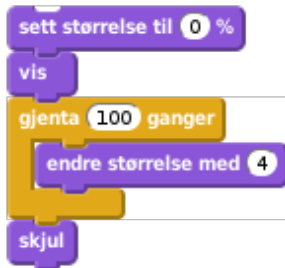 sett størrelse til 0 %
vis
gjenta 100 ganger
endre størrelse med 4
skjul